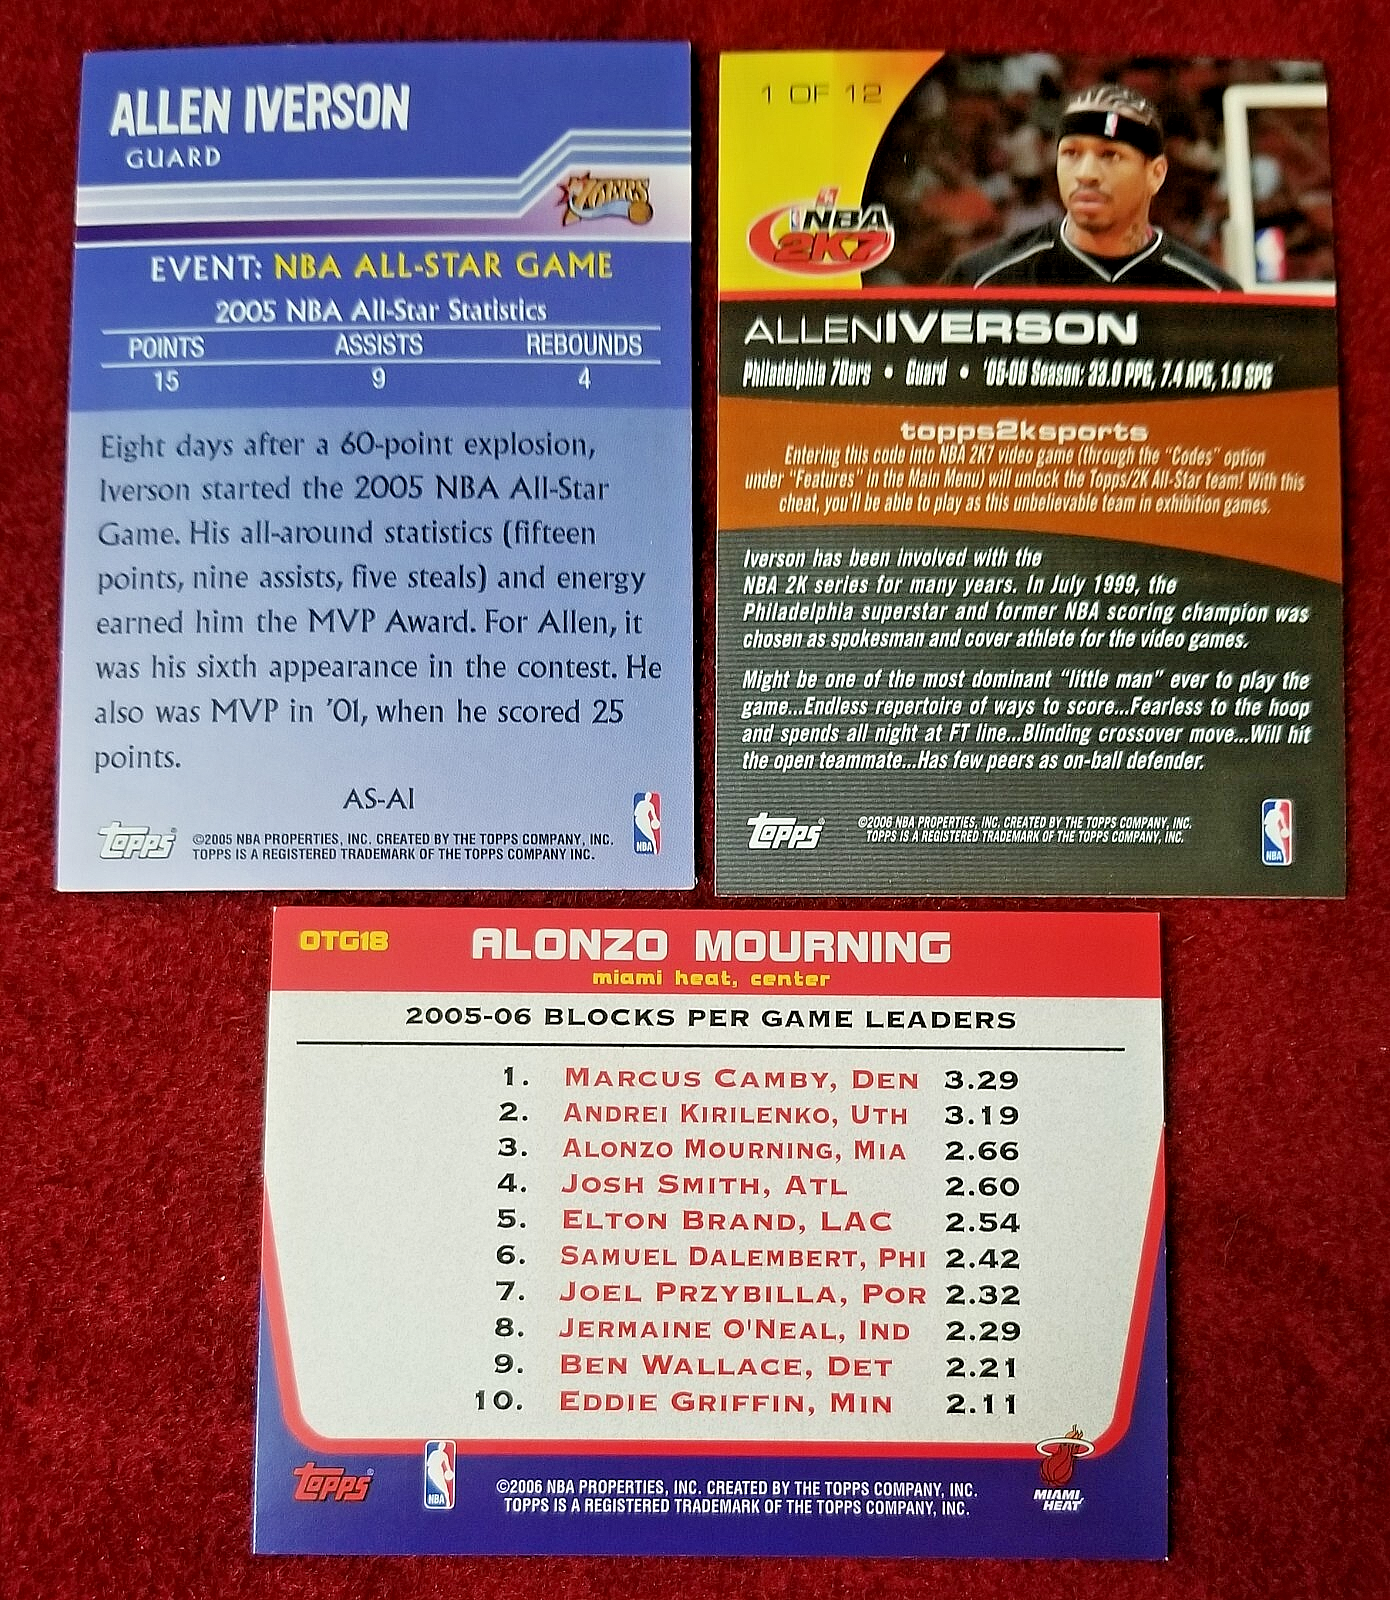 ALLEN IVERSON
GUARD
76ERS
EVENT: NBA ALL-STAR GAME
2005 NBA All-Star Statistics
POINTS ASSISTS REBOUNDS
15 9 4
Eight days after a 60-point explosion,
Iverson started the 2005 NBA All-Star
Game. His all-around statistics (fifteen
points, nine assists, five steals) and energy
earned him the MVP Award. For Allen, it
was his sixth appearance in the contest. He
also was MVP in '01, when he scored 25
points.
AS-AI
Topps ©2005 NBA PROPERTIES, INC. CREATED BY THE TOPPS COMPANY, INC.
TOPPS IS A REGISTERED TRADEMARK OF THE TOPPS COMPANY INC.
NBA
1 OF 12
NBA
2K7
ALLENIVERSON
Philadelphia 76ers • Guard • '05-06 Season: 33.0 PPG, 7.4 APG, 1.9 SPG
topps2ksports
Entering this code into NBA 2K7 video game (through the "Codes" option
under "Features" in the Main Menu) will unlock the Topps/2K All-Star team! With this
cheat, you'll be able to play as this unbelievable team in exhibition games.
Iverson has been involved with the
NBA 2K series for many years. In July 1999, the
Philadelphia superstar and former NBA scoring champion was
chosen as spokesman and cover athlete for the video games.
Might be one of the most dominant "little man" ever to play the
game...Endless repertoire of ways to score...Fearless to the hoop
and spends all night at FT line...Blinding crossover move...Will hit
the open teammate...Has few peers as on-ball defender.
Topps ©2006 NBA PROPERTIES, INC. CREATED BY THE TOPPS COMPANY, INC.
TOPPS IS A REGISTERED TRADEMARK OF THE TOPPS COMPANY, INC.
NBA
OTG18 ALONZO MOURNING
miami heat, center
2005-06 BLOCKS PER GAME LEADERS
1. MARCUS CAMBY, DEN 3.29
2. ANDREI KIRILENKO, UTH 3.19
3. ALONZO MOURNING, MIA 2.66
4. JOSH SMITH, ATL 2.60
5. ELTON BRAND, LAC 2.54
6. SAMUEL DALEMBERT, PHI 2.42
7. JOEL PRZYBILLA, POR 2.32
8. JERMAINE O'NEAL, IND 2.29
9. BEN WALLACE, DET 2.21
10. EDDIE GRIFFIN, MIN 2.11
Topps NBA ©2006 NBA PROPERTIES, INC. CREATED BY THE TOPPS COMPANY, INC.
TOPPS IS A REGISTERED TRADEMARK OF THE TOPPS COMPANY, INC.
MIAMI
HEAT